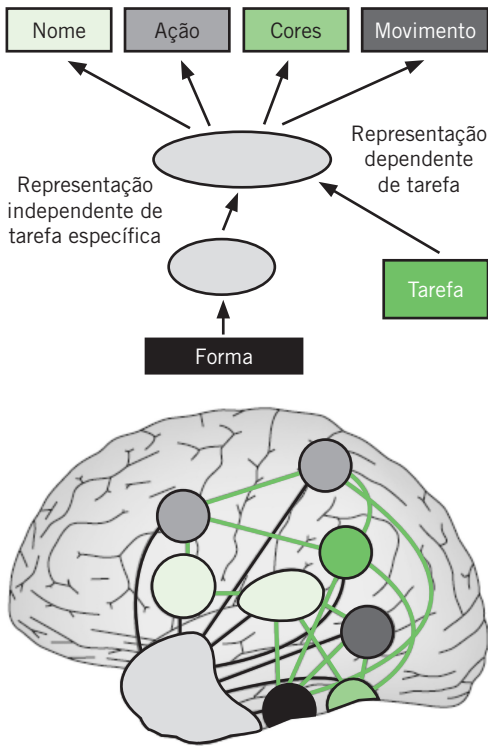 Nome
Ação
Cores
Movimento
Representação
dependente
de tarefa
Representação
independente de
tarefa específica
Tarefa
Forma